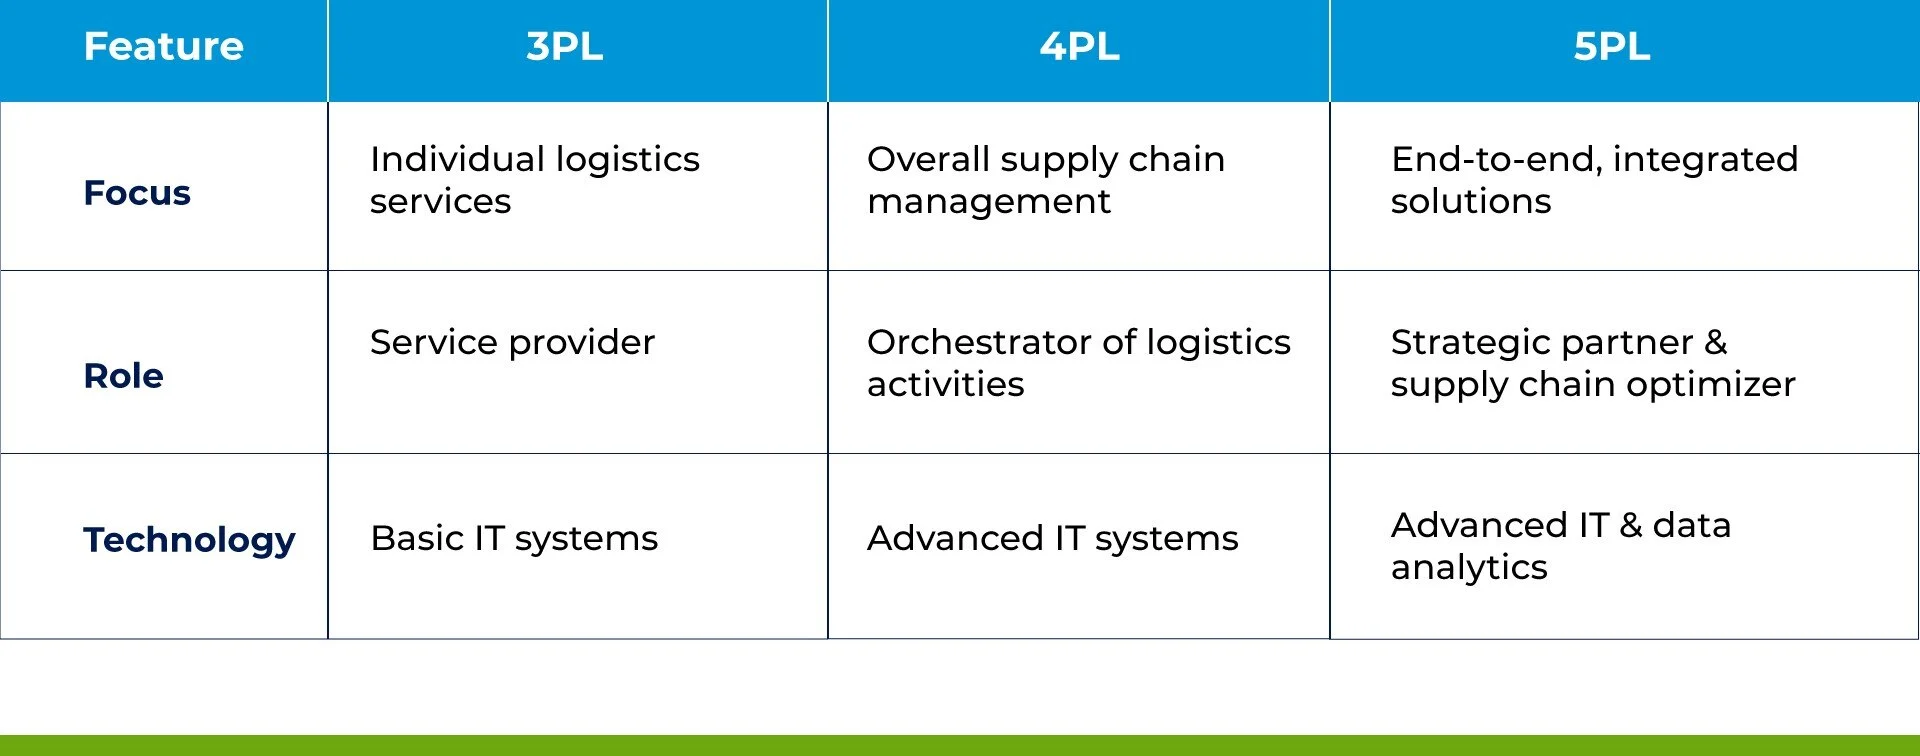 Feature
3PL
4PL
5PL
Focus
Individual logistics
services
Overall supply chain
management
End-to-end, integrated
solutions
Role
Service provider
Orchestrator of logistics
activities
Strategic partner &
supply chain optimizer
Technology
Basic IT systems
Advanced IT systems
Advanced IT & data
analytics